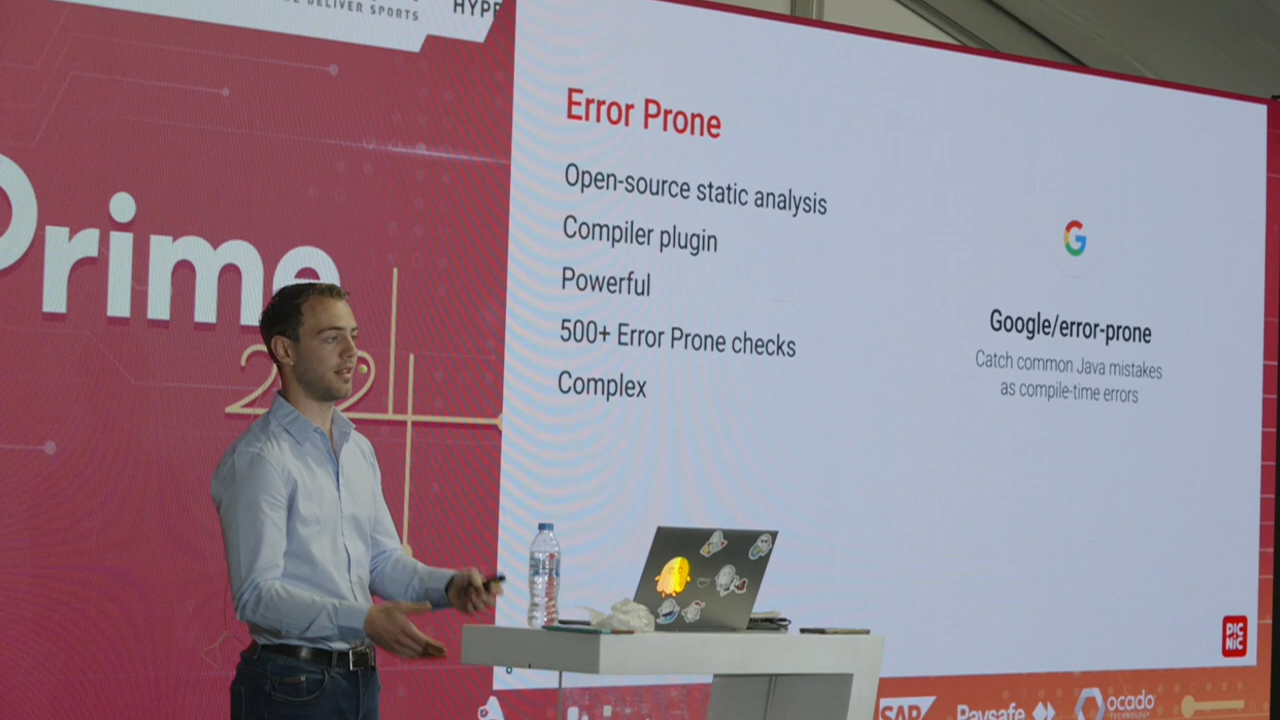 DELIVER SPORTS
HYPE
Prime
Error Prone
Open-source static analysis
Compiler plugin
Powerful
500+ Error Prone checks
Complex
G
Google/error-prone
Catch common Java mistakes
as compile-time errors
PIC
NIC
SAP
Paysafe
ocado
TECHNOLOGY